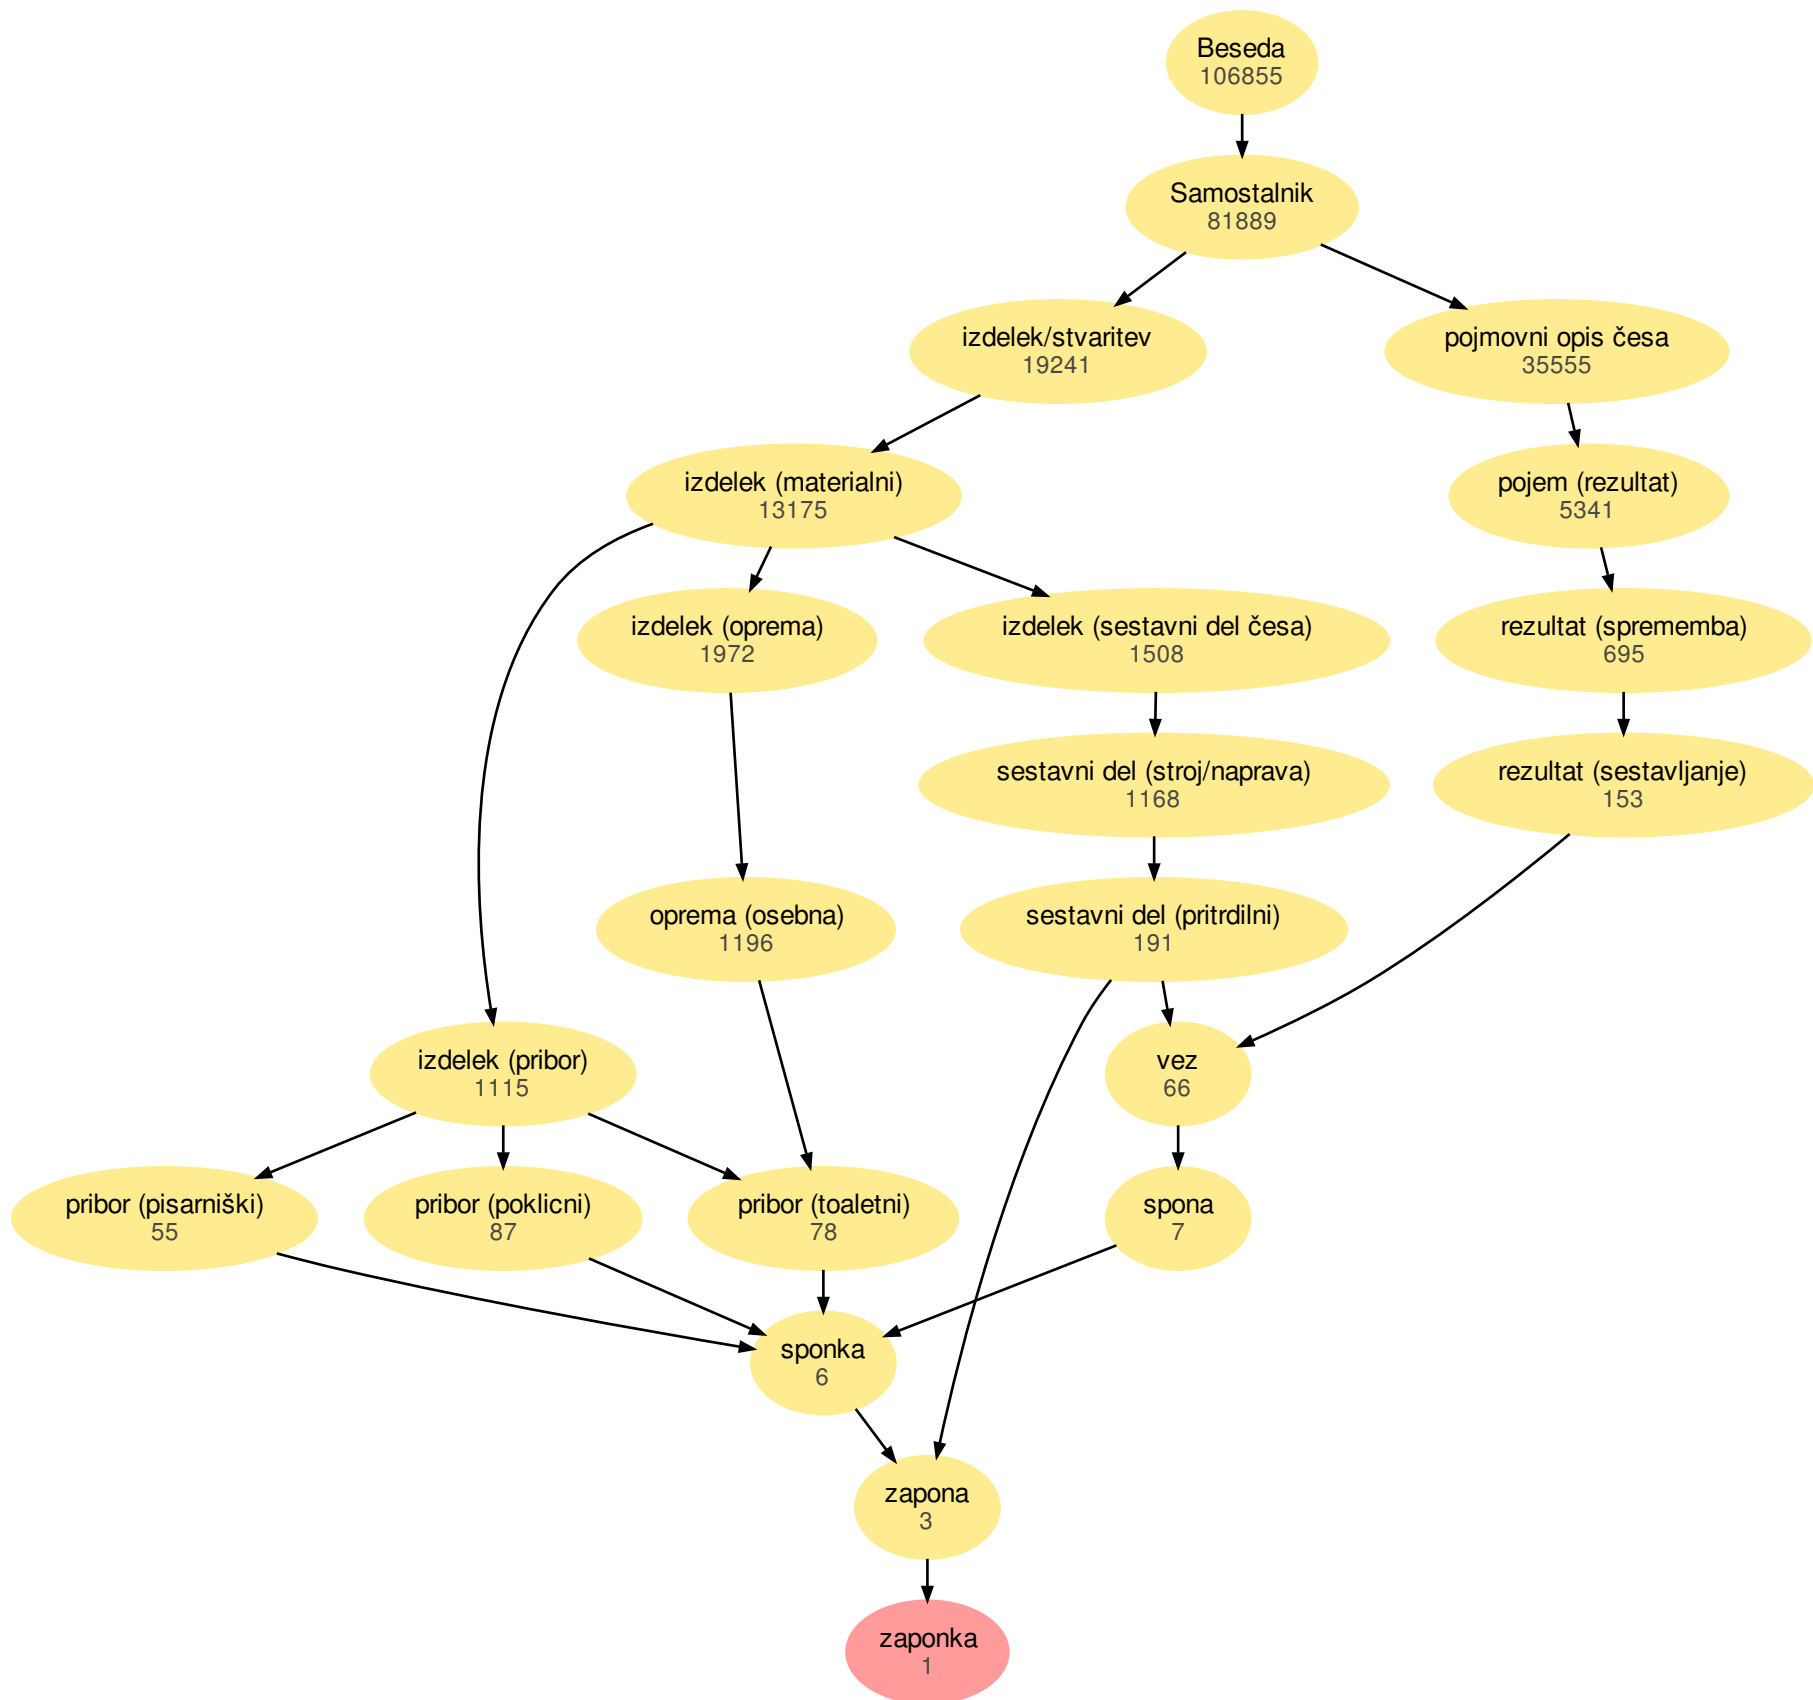 Beseda
106855
Samostalnik
81889
izdelek/stvaritev
19241
pojmovni opis česa
35555
izdelek (materialni)
13175
pojem (rezultat)
5341
izdelek (oprema)
1972
izdelek (sestavni del česa)
1508
rezultat (sprememba)
695
sestavni del (stroj/naprava)
1168
rezultat (sestavljanje)
153
oprema (osebna)
1196
sestavni del (pritrdilni)
191
izdelek (pribor)
1115
vez
66
pribor (pisarniški)
55
pribor (poklicni)
87
pribor (toaletni)
78
spona
7
sponka
6
zapona
3
zaponka
1